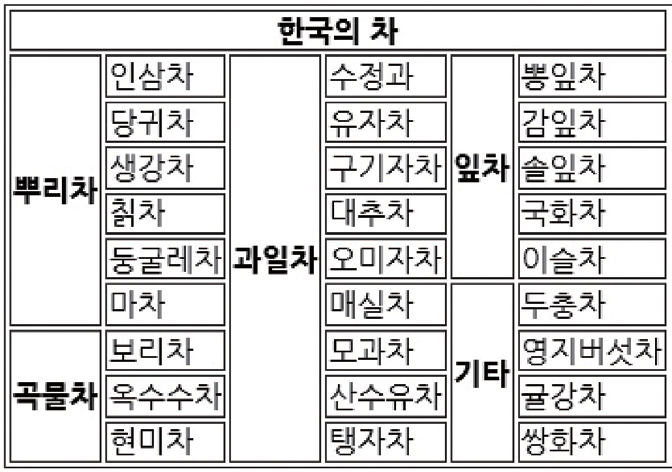 한국의 차
뿌리차
인삼차
당귀차
생강차
칡차
둥굴레차
마차
곡물차
보리차
옥수수차
현미차
과일차
수정과
유자차
구기자차
대추차
오미자차
매실차
모과차
산수유차
탱자차
잎차
뽕잎차
감잎차
솔잎차
국화차
이슬차
기타
두충차
영지버섯차
귤강차
쌍화차